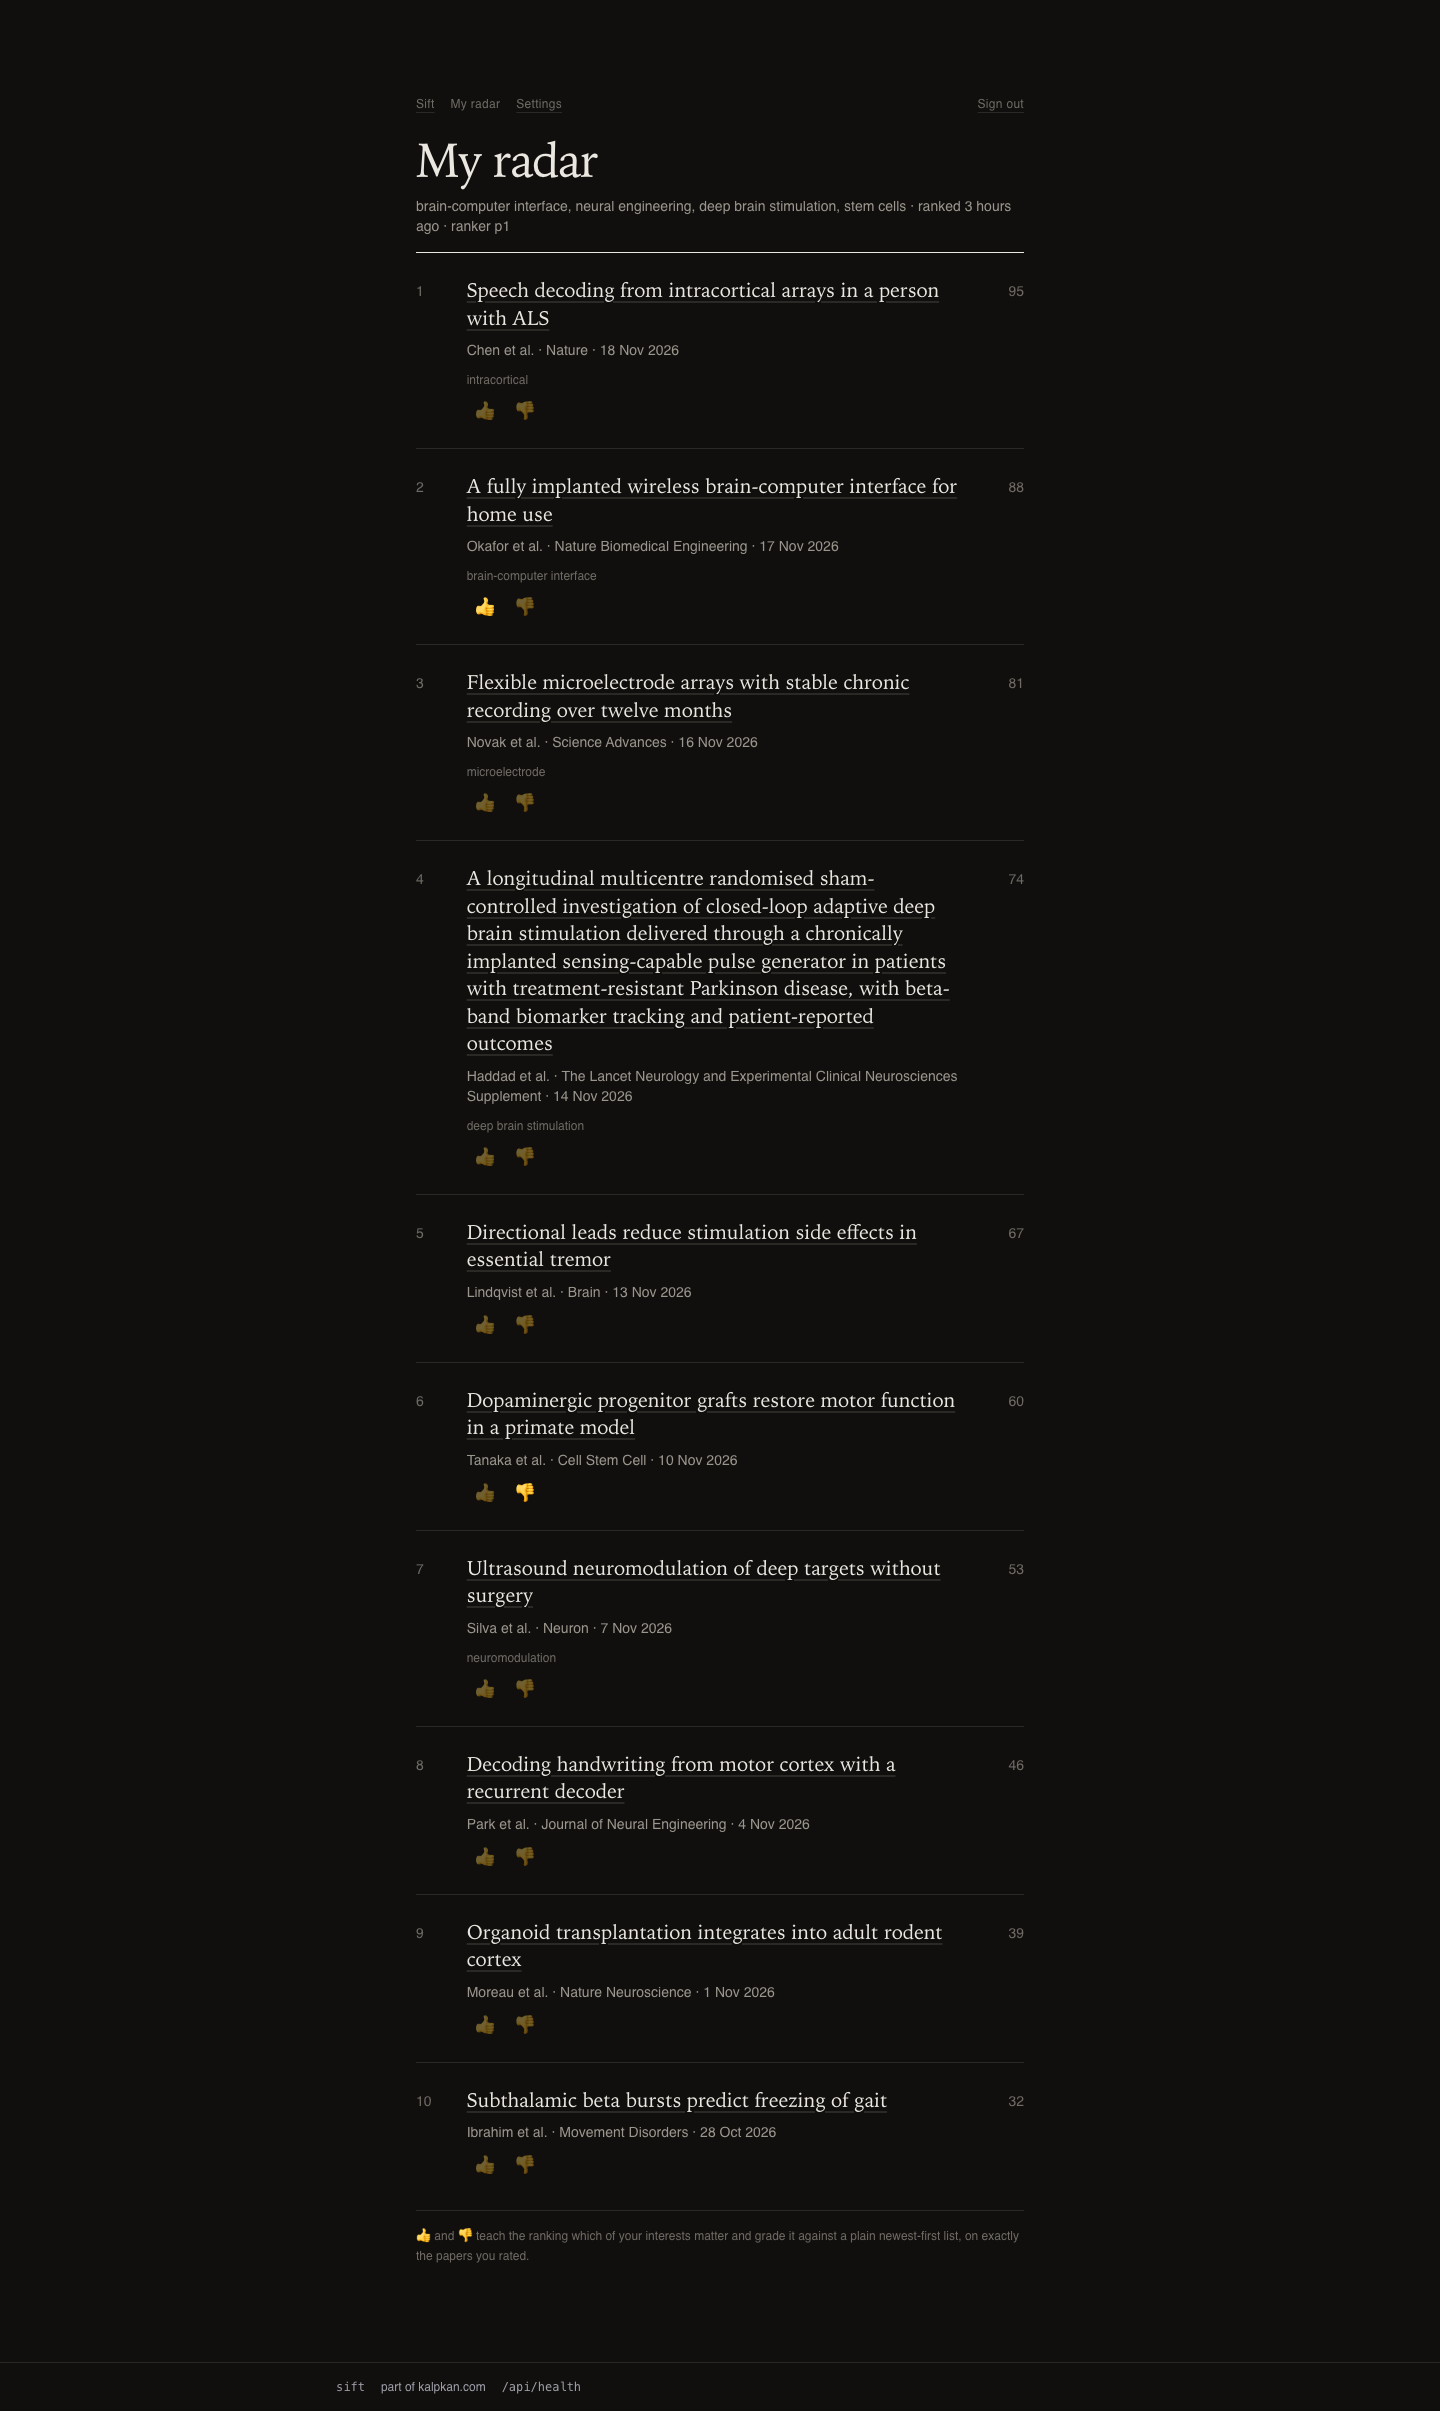 Sift My radar Settings Sign out
My radar
brain-computer interface, neural engineering, deep brain stimulation, stem cells · ranked 3 hours
ago · ranker p1
1 Speech decoding from intracortical arrays in a person 95
with ALS
Chen et al. · Nature · 18 Nov 2026
intracortical
👍 👎
2 A fully implanted wireless brain-computer interface for 88
home use
Okafor et al. · Nature Biomedical Engineering · 17 Nov 2026
brain-computer interface
👍 👎
3 Flexible microelectrode arrays with stable chronic 81
recording over twelve months
Novak et al. · Science Advances · 16 Nov 2026
microelectrode
👍 👎
4 A longitudinal multicentre randomised sham- 74
controlled investigation of closed-loop adaptive deep
brain stimulation delivered through a chronically
implanted sensing-capable pulse generator in patients
with treatment-resistant Parkinson disease, with beta-
band biomarker tracking and patient-reported
outcomes
Haddad et al. · The Lancet Neurology and Experimental Clinical Neurosciences
Supplement · 14 Nov 2026
deep brain stimulation
👍 👎
5 Directional leads reduce stimulation side effects in 67
essential tremor
Lindqvist et al. · Brain · 13 Nov 2026
👍 👎
6 Dopaminergic progenitor grafts restore motor function 60
in a primate model
Tanaka et al. · Cell Stem Cell · 10 Nov 2026
👍 👎
7 Ultrasound neuromodulation of deep targets without 53
surgery
Silva et al. · Neuron · 7 Nov 2026
neuromodulation
👍 👎
8 Decoding handwriting from motor cortex with a 46
recurrent decoder
Park et al. · Journal of Neural Engineering · 4 Nov 2026
👍 👎
9 Organoid transplantation integrates into adult rodent 39
cortex
Moreau et al. · Nature Neuroscience · 1 Nov 2026
👍 👎
10 Subthalamic beta bursts predict freezing of gait 32
Ibrahim et al. · Movement Disorders · 28 Oct 2026
👍 👎
👍 and 👎 teach the ranking which of your interests matter and grade it against a plain newest-first list, on exactly
the papers you rated.
sift part of kalpkan.com /api/health